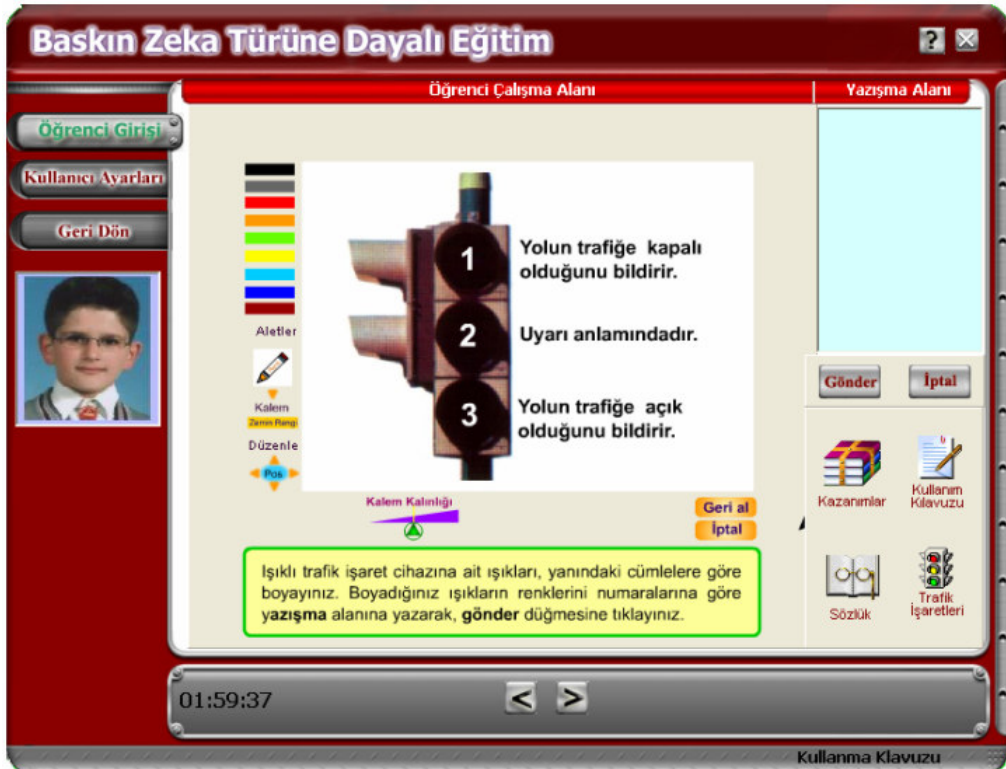 Baskın Zeka Türüne Dayalı Eğitim
?
Öğrenci Çalışma Alanı
Yazışma Alanı
Öğrenci Girişi
Kullanıcı Ayarları
Geri Dön
Aletler
Kalem
Zemin Rengi
Düzenle
Pos
1
Yolun trafiğe kapalı
olduğunu bildirir.
2
Uyarı anlamındadır.
3
Yolun trafiğe açık
olduğunu bildirir.
Kalem Kalınlığı
Geri al
İptal
Işıklı trafik işaret cihazına ait ışıkları, yanındaki cümlelere göre
boyayınız. Boyadığınız ışıkların renklerini numaralarına göre
yazışma alanına yazarak, gönder düğmesine tıklayınız.
Gönder
İptal
Kazanımlar
Kullanım
Kılavuzu
Sözlük
Trafik
İşaretleri
01:59:37
<
>
Kullanma Klavuzu